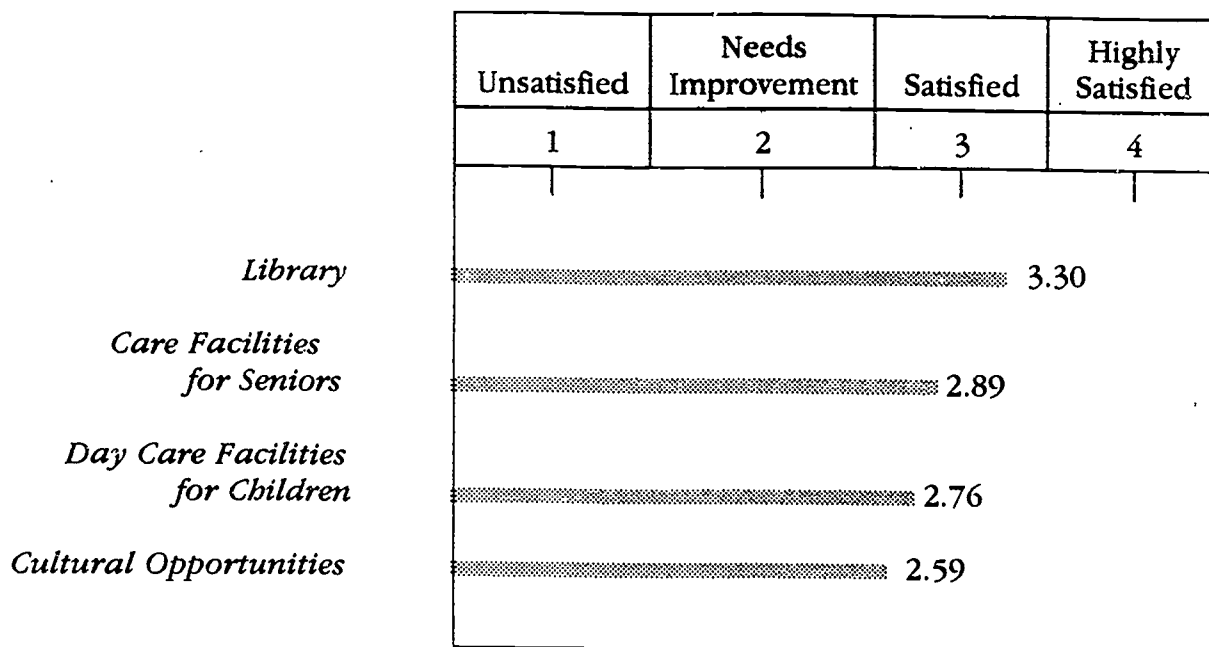 Unsatisfied
Needs
Improvement
Satisfied
Highly
Satisfied
1 2 3 4
Library 3.30
Care Facilities
for Seniors 2.89
Day Care Facilities
for Children 2.76
Cultural Opportunities 2.59